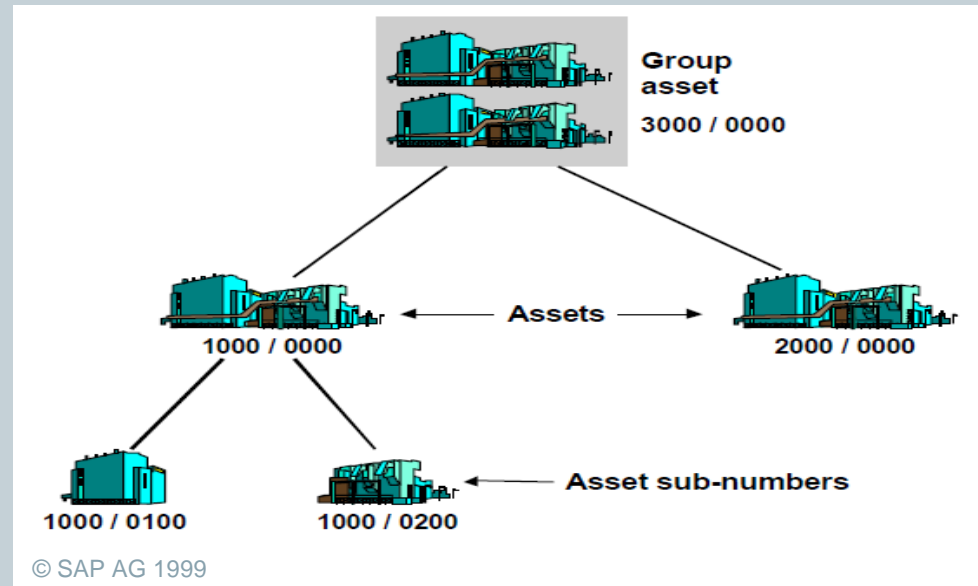 Group
asset
3000 / 0000
Assets
1000 / 0000
2000 / 0000
Asset sub-numbers
1000 / 0100
1000 / 0200
© SAP AG 1999